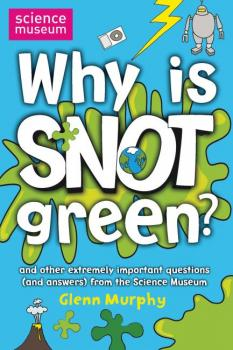 science
museum
Why is
SNOT
green?
and other extremely important questions
(and answers) from the Science Museum
Glenn Murphy